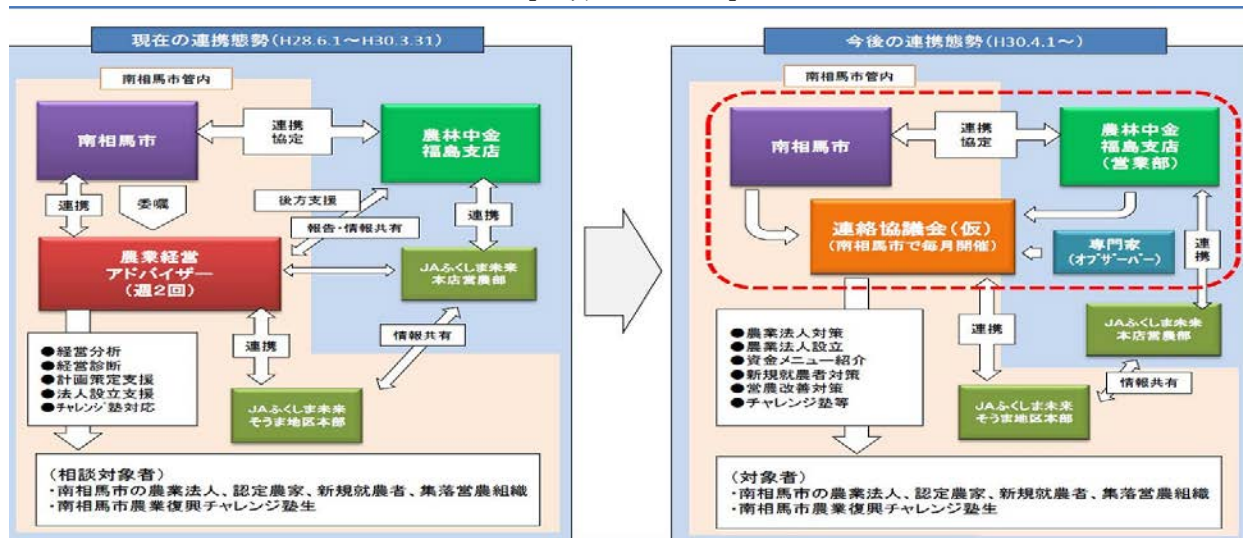 現在の連携態勢(H28.6.1～H30.3.31)
南相馬市管内
南相馬市
連携
協定
農林中金
福島支店
連携
委嘱
後方支援
報告・情報共有
連携
農業経営
アドバイザー
(週2回)
JAふくしま未来
本店営農部
●経営分析
●経営診断
●計画策定支援
●法人設立支援
●チャレンジ塾対応
連携
情報共有
JAふくしま未来
そうま地区本部
(相談対象者)
・南相馬市の農業法人、認定農家、新規就農者、集落営農組織
・南相馬市農業復興チャレンジ塾生
今後の連携態勢(H30.4.1～)
南相馬市管内
南相馬市
連携
協定
農林中金
福島支店
(営業部)
連絡協議会(仮)
(南相馬市で毎月開催)
専門家
(オブザーバー)
連携
●農業法人対策
●農業法人設立
●資金メニュー紹介
●新規就農者対策
●営農改善対策
●チャレンジ塾等
連携
JAふくしま未来
本店営農部
情報共有
JAふくしま未来
そうま地区本部
(対象者)
・南相馬市の農業法人、認定農家、新規就農者、集落営農組織
・南相馬市農業復興チャレンジ塾生